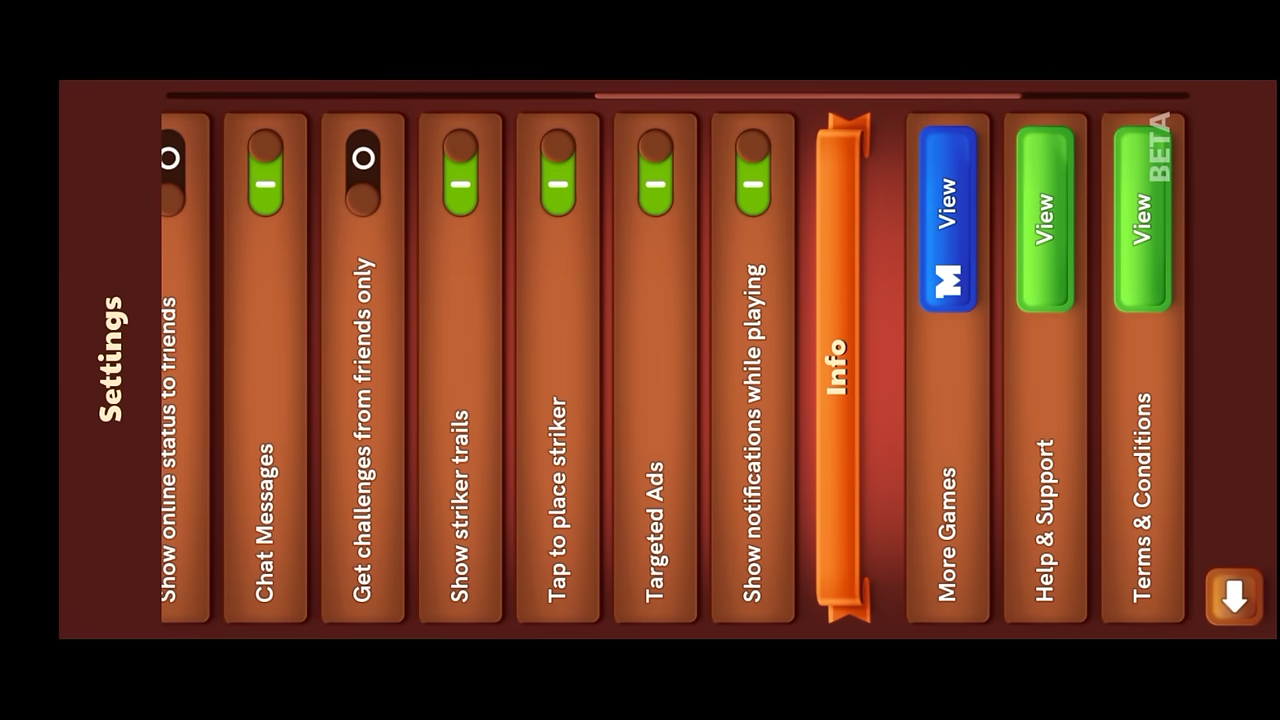 Settings
Show online status to friends
Chat Messages
Get challenges from friends only
Show striker trails
Tap to place striker
Targeted Ads
Show notifications while playing
Info
More Games
M View
Help & Support
View
Terms & Conditions
View
BETA